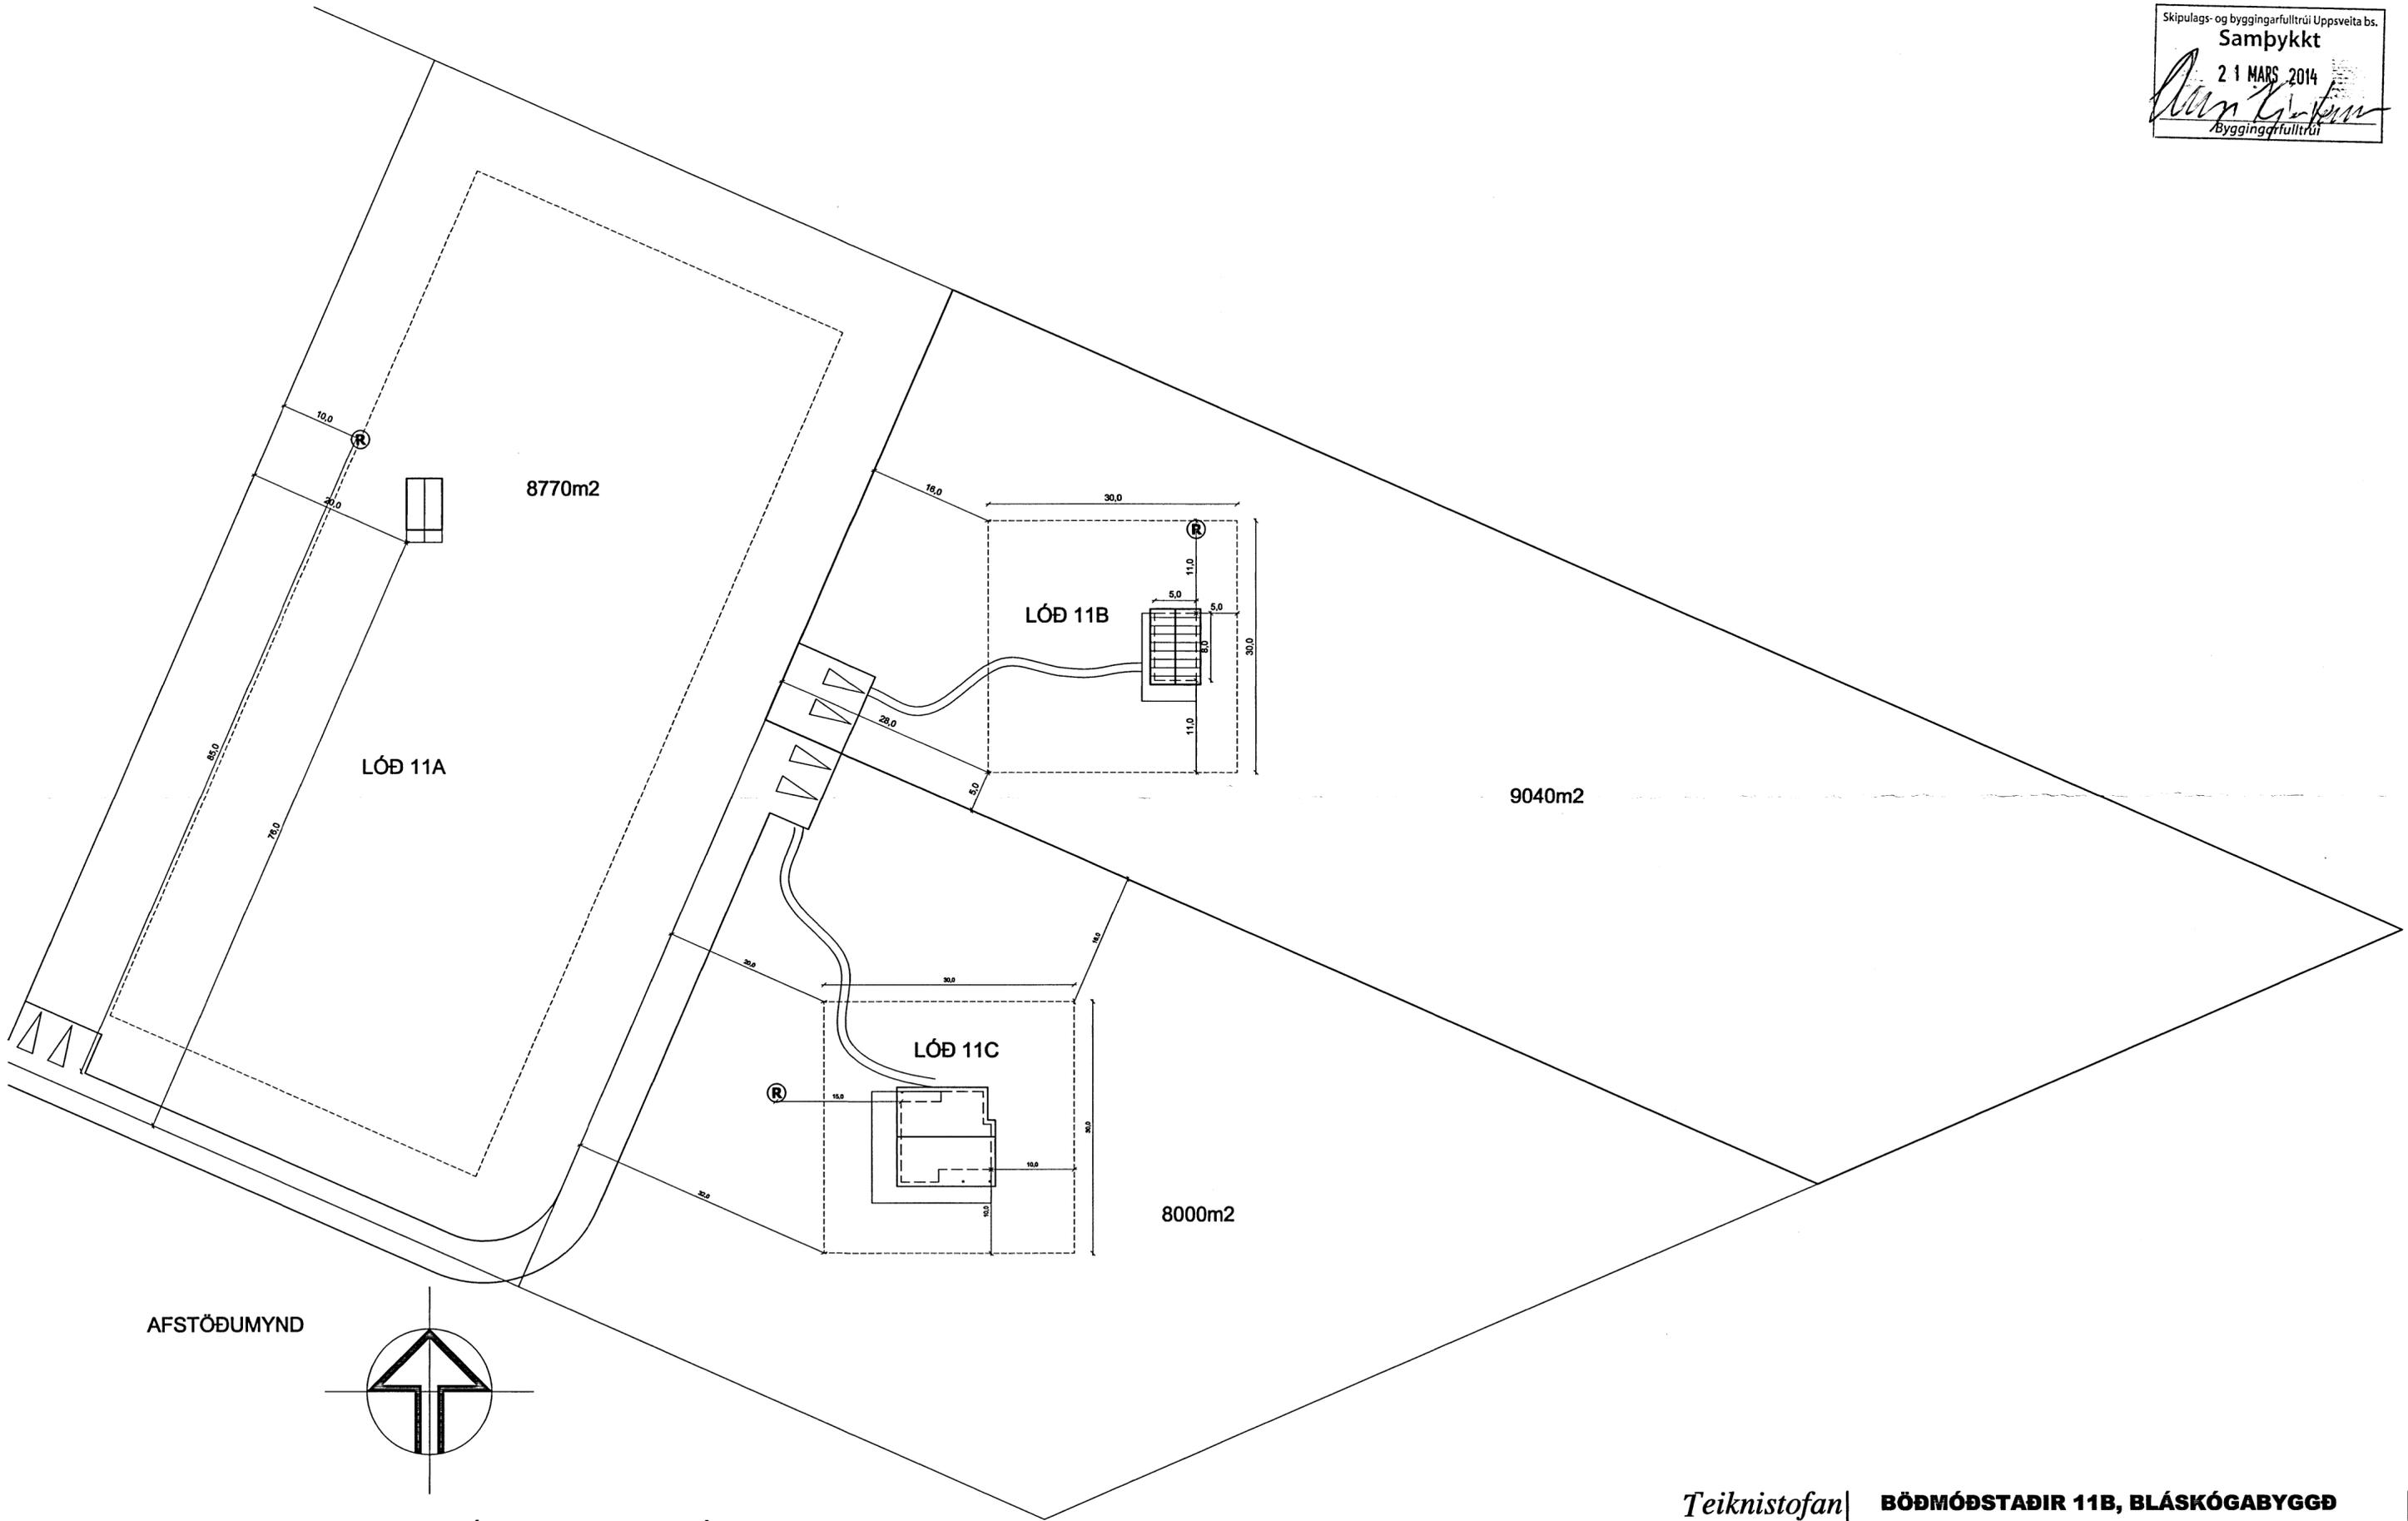 Skipulags- og byggingarfulltrúi Uppsveita bs.
Samþykkt
21 MARS 2014
Byggingarfulltrúi
10,0
R
20,0
8770m2
16,0
30,0
R
11,0
5,0
5,0
LÓÐ 11B
8,0
30,0
28,0
11,0
85,0
LÓÐ 11A
5,0
9040m2
76,0
20,0
16,0
30,0
LÓÐ 11C
R
15,0
30,0
10,0
10,0
8000m2
AFSTÖÐUMYND
Teiknistofan
BÖÐMÓÐSTAÐIR 11B, BLÁSKÓGABYGGÐ